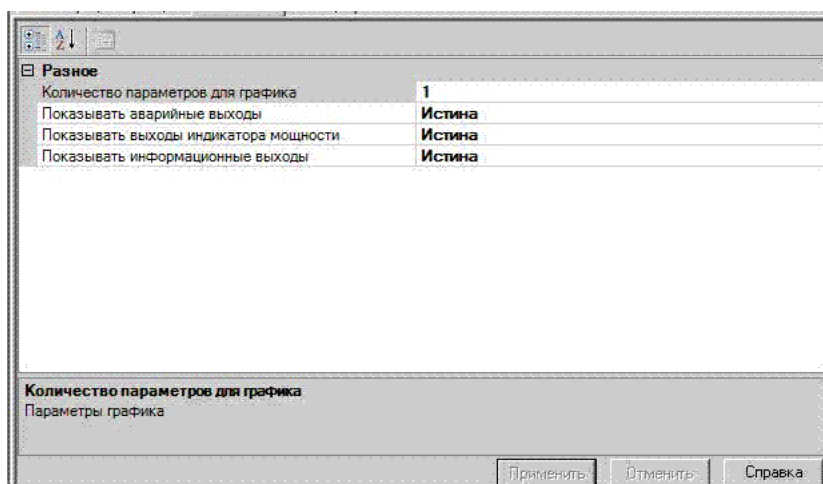 Разное
Количество параметров для графика 1
Показывать аварийные выходы Истина
Показывать выходы индикатора мощности Истина
Показывать информационные выходы Истина
Количество параметров для графика
Параметры графика
Применить Отменить Справка